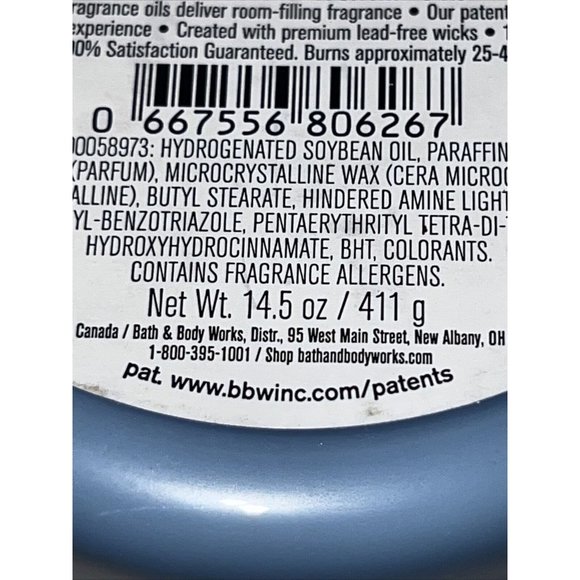 fragrance oils deliver room-filling fragrance • Our patent
experience • Created with premium lead-free wicks •
00% Satisfaction Guaranteed. Burns approximately 25-4
0 667556 806267
00058973: HYDROGENATED SOYBEAN OIL, PARAFFIN
(PARFUM), MICROCRYSTALLINE WAX (CERA MICROC
ALLINE), BUTYL STEARATE, HINDERED AMINE LIGHT
YL-BENZOTRIAZOLE, PENTAERYTHRITYL TETRA-DI-
HYDROXYHYDROCINNAMATE, BHT, COLORANTS.
CONTAINS FRAGRANCE ALLERGENS.
Net Wt. 14.5 oz / 411 g
Canada / Bath & Body Works, Distr., 95 West Main Street, New Albany, OH
1-800-395-1001 / Shop bathandbodyworks.com
pat. www.bbwinc.com/patents